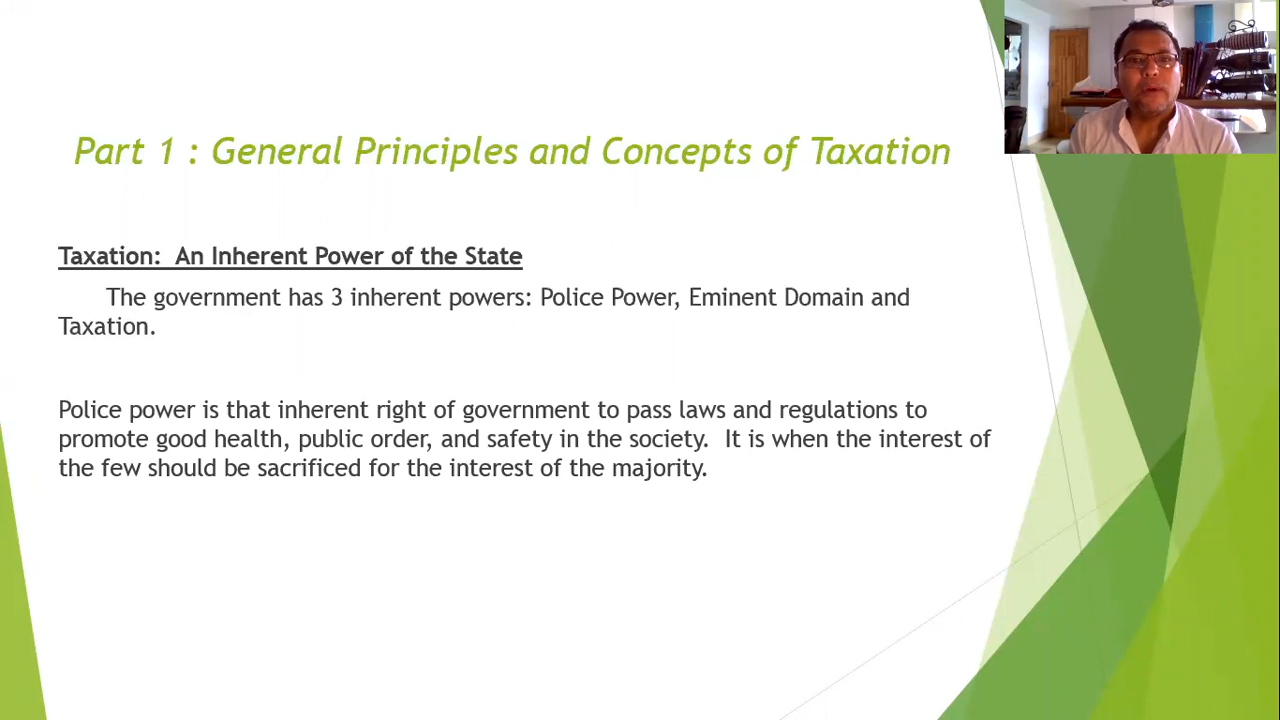 Part 1 : General Principles and Concepts of Taxation
Taxation:  An Inherent Power of the State
The government has 3 inherent powers: Police Power, Eminent Domain and
Taxation.
Police power is that inherent right of government to pass laws and regulations to
promote good health, public order, and safety in the society.  It is when the interest of
the few should be sacrificed for the interest of the majority.